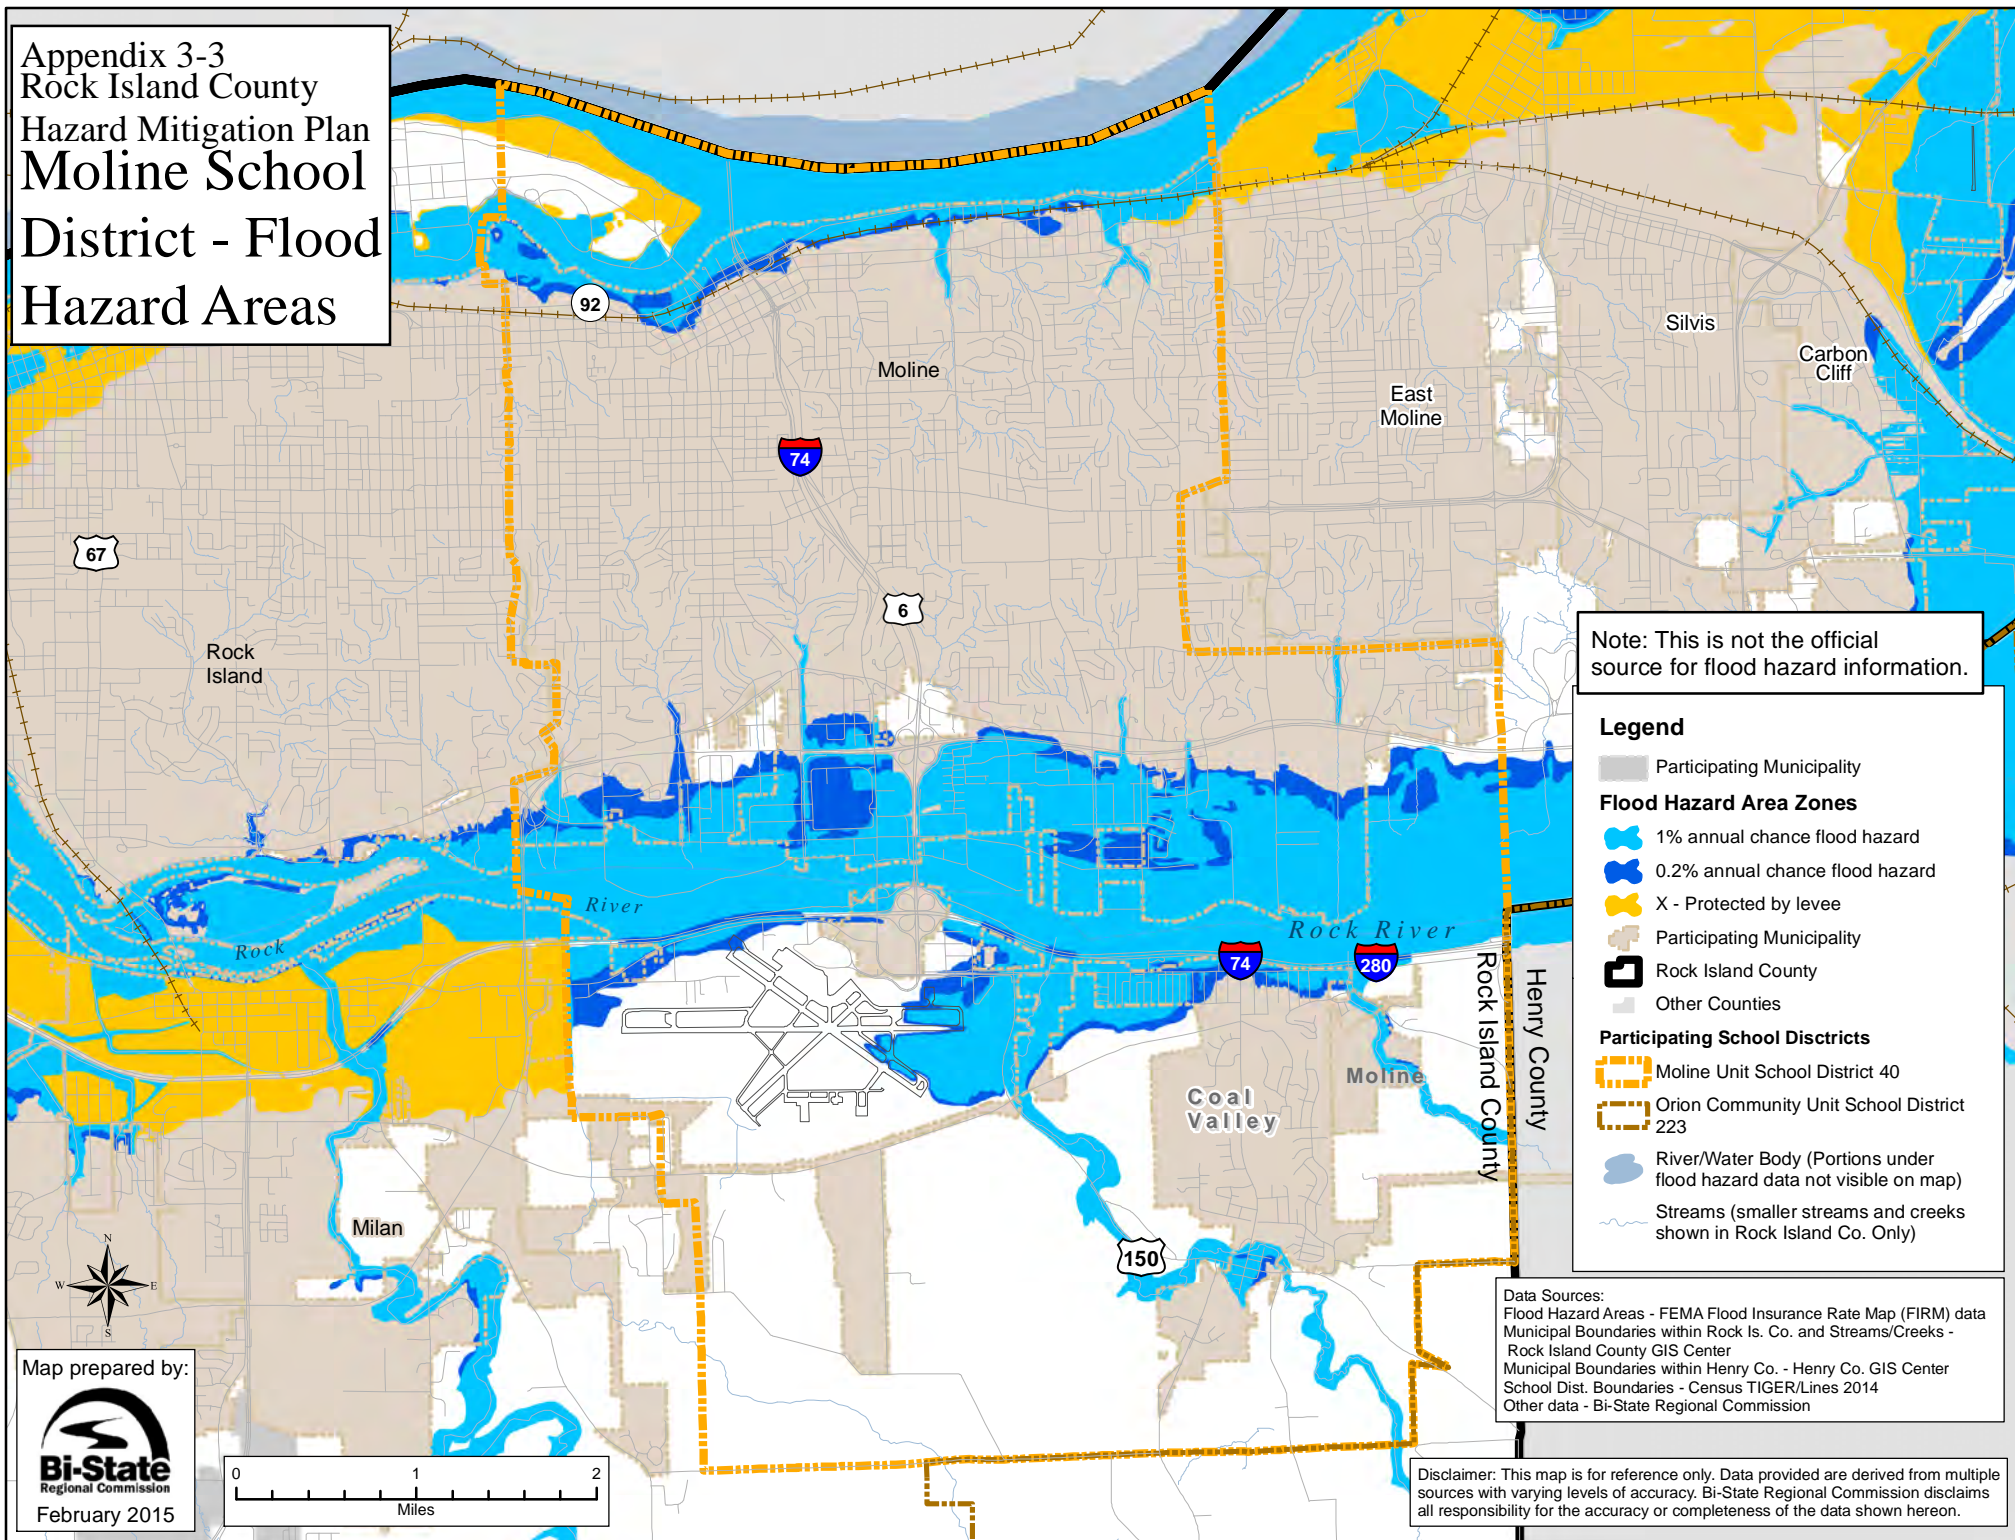 Appendix 3-3
Rock Island County
Hazard Mitigation Plan
Moline School
District - Flood
Hazard Areas
92
Moline
Silvis
Carbon
Cliff
East
Moline
74
67
6
Rock
Island
Note: This is not the official
source for flood hazard information.
Legend
Participating Municipality
Flood Hazard Area Zones
1% annual chance flood hazard
0.2% annual chance flood hazard
X - Protected by levee
Participating Municipality
Rock Island County
Other Counties
Participating School Disctricts
Moline Unit School District 40
Orion Community Unit School District
223
River/Water Body (Portions under
flood hazard data not visible on map)
Streams (smaller streams and creeks
shown in Rock Island Co. Only)
River
Rock
Rock River
74
280
Rock Island County
Henry County
Moline
Coal
Valley
Milan
150
N
W
E
S
Data Sources:
Flood Hazard Areas - FEMA Flood Insurance Rate Map (FIRM) data
Municipal Boundaries within Rock Is. Co. and Streams/Creeks -
Rock Island County GIS Center
Municipal Boundaries within Henry Co. - Henry Co. GIS Center
School Dist. Boundaries - Census TIGER/Lines 2014
Other data - Bi-State Regional Commission
Map prepared by:
Bi-State
Regional Commission
February 2015
0 1 2
Miles
Disclaimer: This map is for reference only. Data provided are derived from multiple
sources with varying levels of accuracy. Bi-State Regional Commission disclaims
all responsibility for the accuracy or completeness of the data shown hereon.